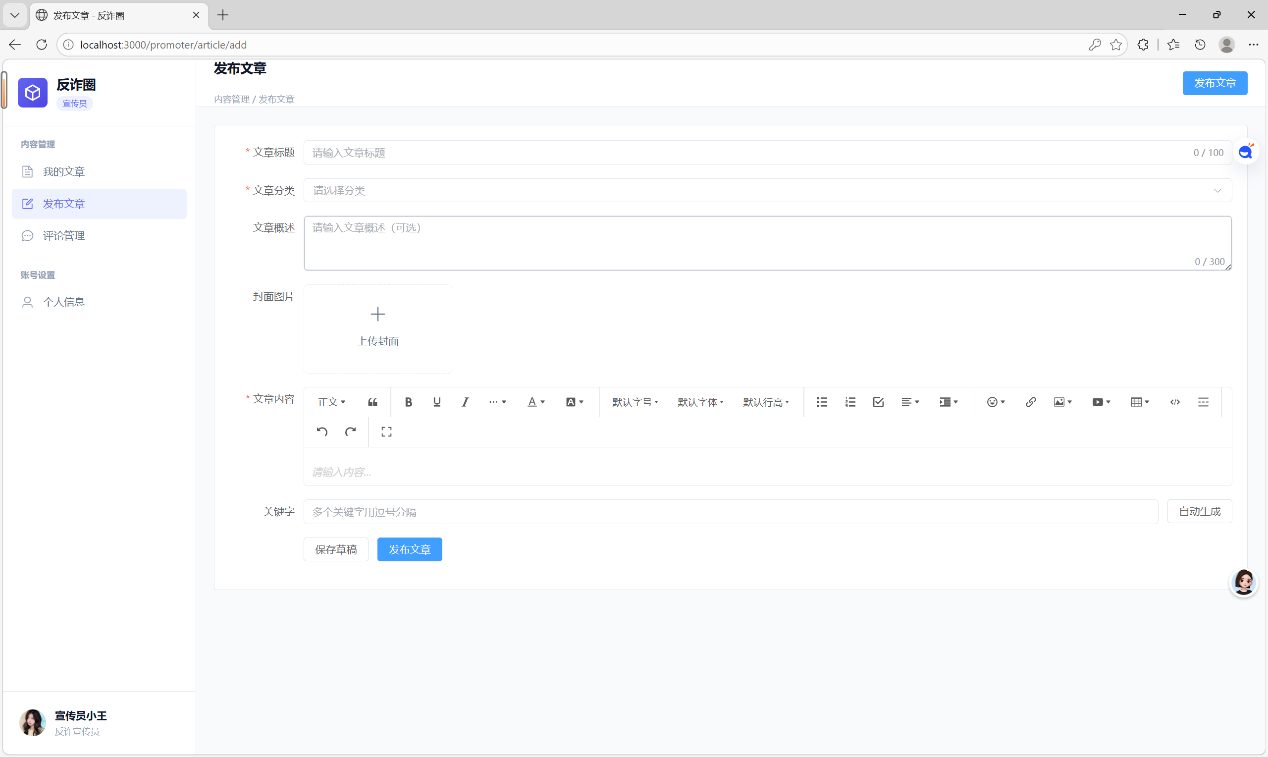 发布文章 - 反诈圈
localhost:3000/promoter/article/add
反诈圈
宣传员
内容管理
我的文章
发布文章
评论管理
账号设置
个人信息
宣传员小王
反诈宣传员
发布文章
内容管理 / 发布文章
发布文章
* 文章标题 请输入文章标题 0 / 100
* 文章分类 请选择分类
文章概述 请输入文章概述（可选）
0 / 300
封面图片
上传封面
* 文章内容 正文 B U I A A 默认字号 默认字体 默认行高
请输入内容...
关键字 多个关键字用逗号分隔 自动生成
保存草稿 发布文章